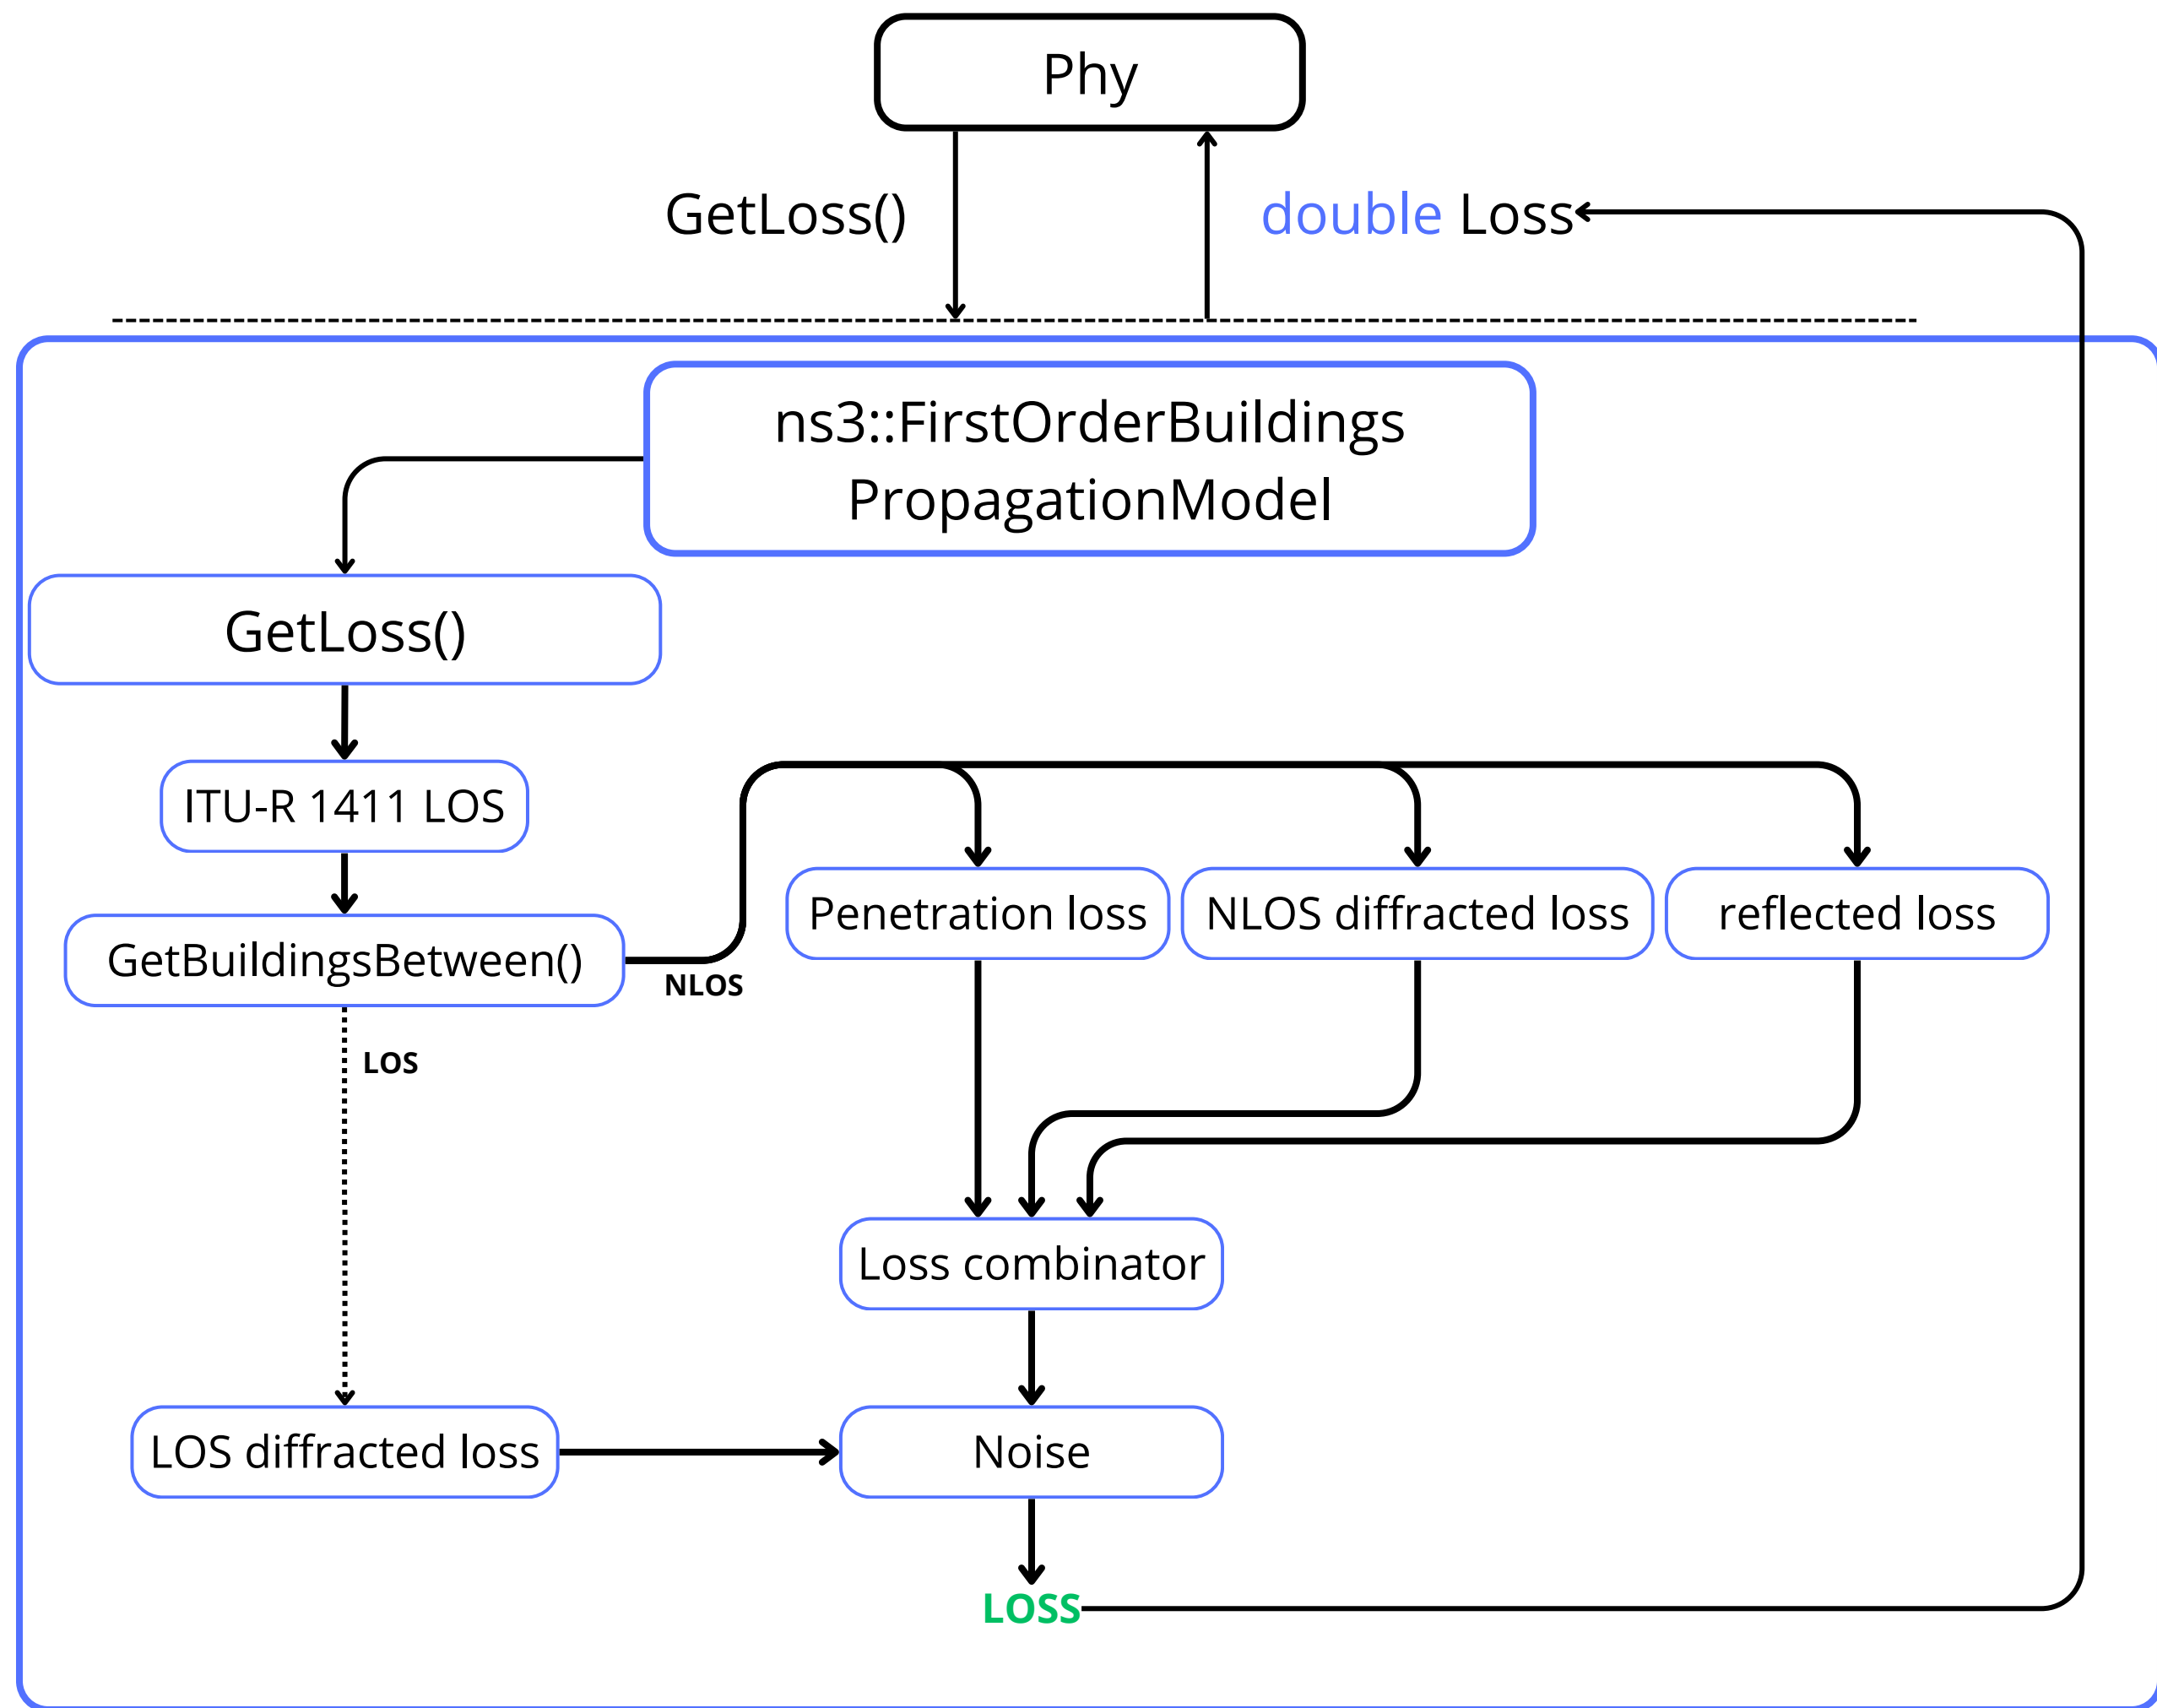 Phy
GetLoss()
double Loss
ns3::FirstOrderBuildings
PropagationModel
GetLoss()
ITU-R 1411 LOS
Penetration loss
NLOS diffracted loss
reflected loss
GetBuildingsBetween()
NLOS
LOS
Loss combinator
LOS diffracted loss
Noise
LOSS